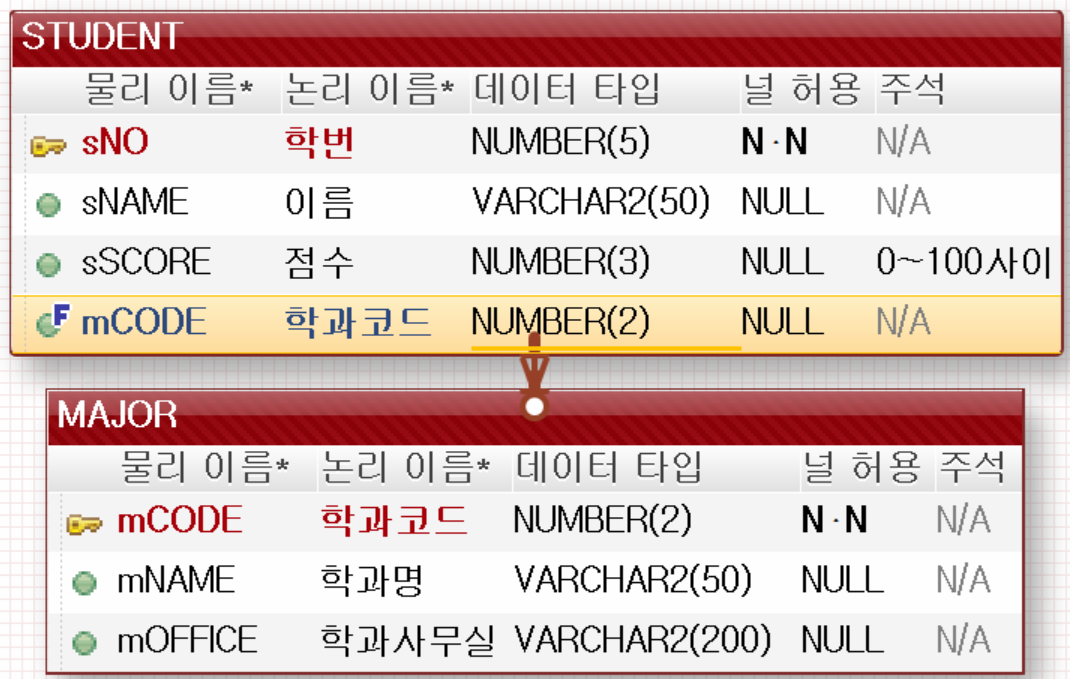 STUDENT
물리 이름* 논리 이름* 데이터 타입 널 허용 주석
sNO 학번 NUMBER(5) N·N N/A
sNAME 이름 VARCHAR2(50) NULL N/A
sSCORE 점수 NUMBER(3) NULL 0~100사이
F mCODE 학과코드 NUMBER(2) NULL N/A
MAJOR
물리 이름* 논리 이름* 데이터 타입 널 허용 주석
mCODE 학과코드 NUMBER(2) N·N N/A
mNAME 학과명 VARCHAR2(50) NULL N/A
mOFFICE 학과사무실 VARCHAR2(200) NULL N/A